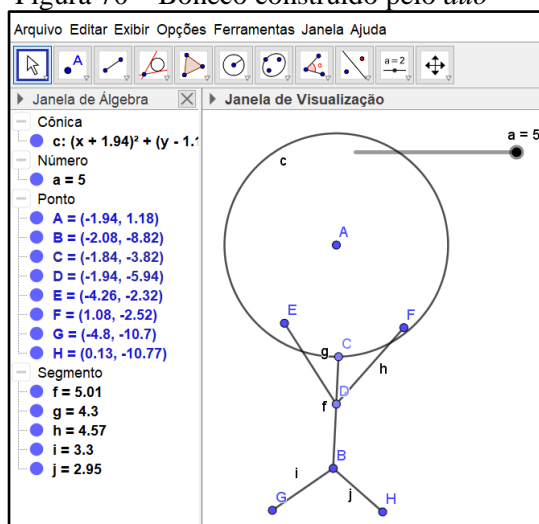 Figura 76 – Boneco construído pelo aao
Arquivo Editar Exibir Opções Ferramentas Janela Ajuda
A
a=2
Janela de Álgebra
Janela de Visualização
Cônica
c: (x + 1.94)² + (y - 1.1
Número
a = 5
Ponto
A = (-1.94, 1.18)
B = (-2.08, -8.82)
C = (-1.84, -3.82)
D = (-1.94, -5.94)
E = (-4.26, -2.32)
F = (1.08, -2.52)
G = (-4.8, -10.7)
H = (0.13, -10.77)
Segmento
f = 5.01
g = 4.3
h = 4.57
i = 3.3
j = 2.95
a = 5
c
A
E
F
g
C
h
D
f
B
i
j
G
H